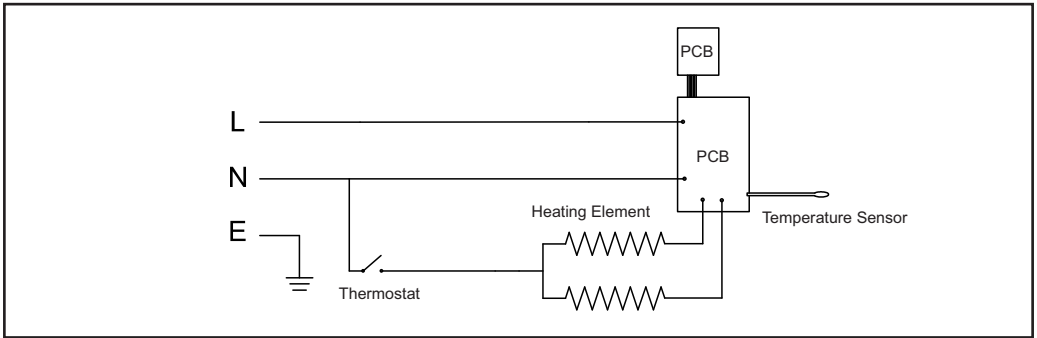 PCB
L
PCB
N
Heating Element
Temperature Sensor
E
Thermostat